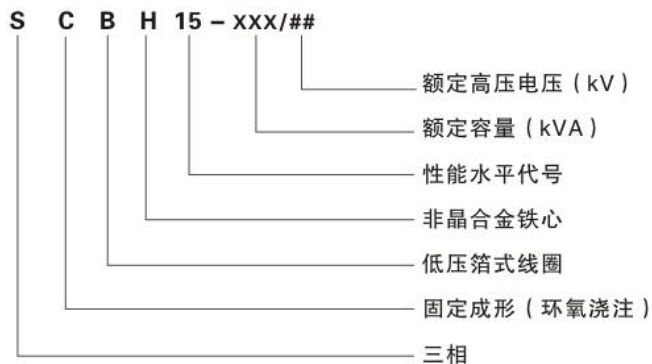 S C B H 15 – XXX/##
额定高压电压（kV）
额定容量（kVA）
性能水平代号
非晶合金铁心
低压箔式线圈
固定成形（环氧浇注）
三相